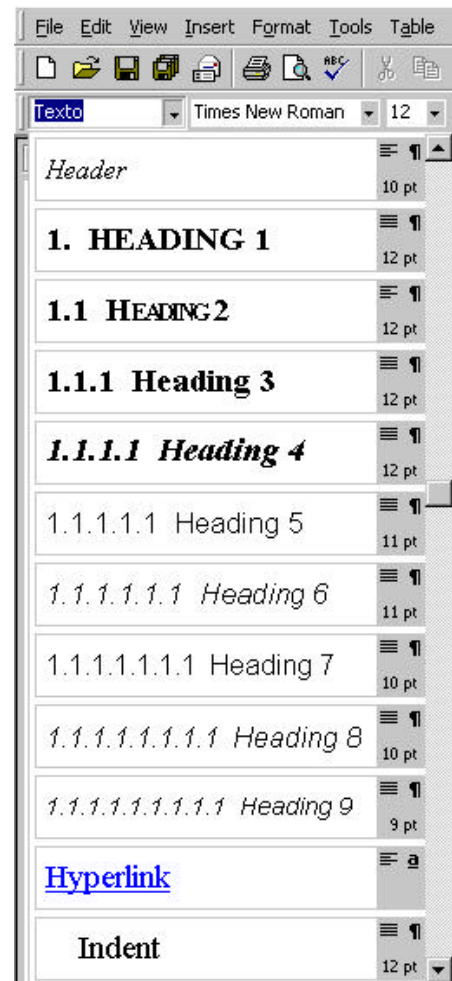 File Edit View Insert Format Tools Table
ABC
Texto Times New Roman 12
Header 10 pt
1. HEADING 1 12 pt
1.1 HEADING 2 12 pt
1.1.1 Heading 3 12 pt
1.1.1.1 Heading 4 12 pt
1.1.1.1.1 Heading 5 11 pt
1.1.1.1.1.1 Heading 6 11 pt
1.1.1.1.1.1.1 Heading 7 10 pt
1.1.1.1.1.1.1.1 Heading 8 10 pt
1.1.1.1.1.1.1.1.1 Heading 9 9 pt
Hyperlink a
Indent 12 pt